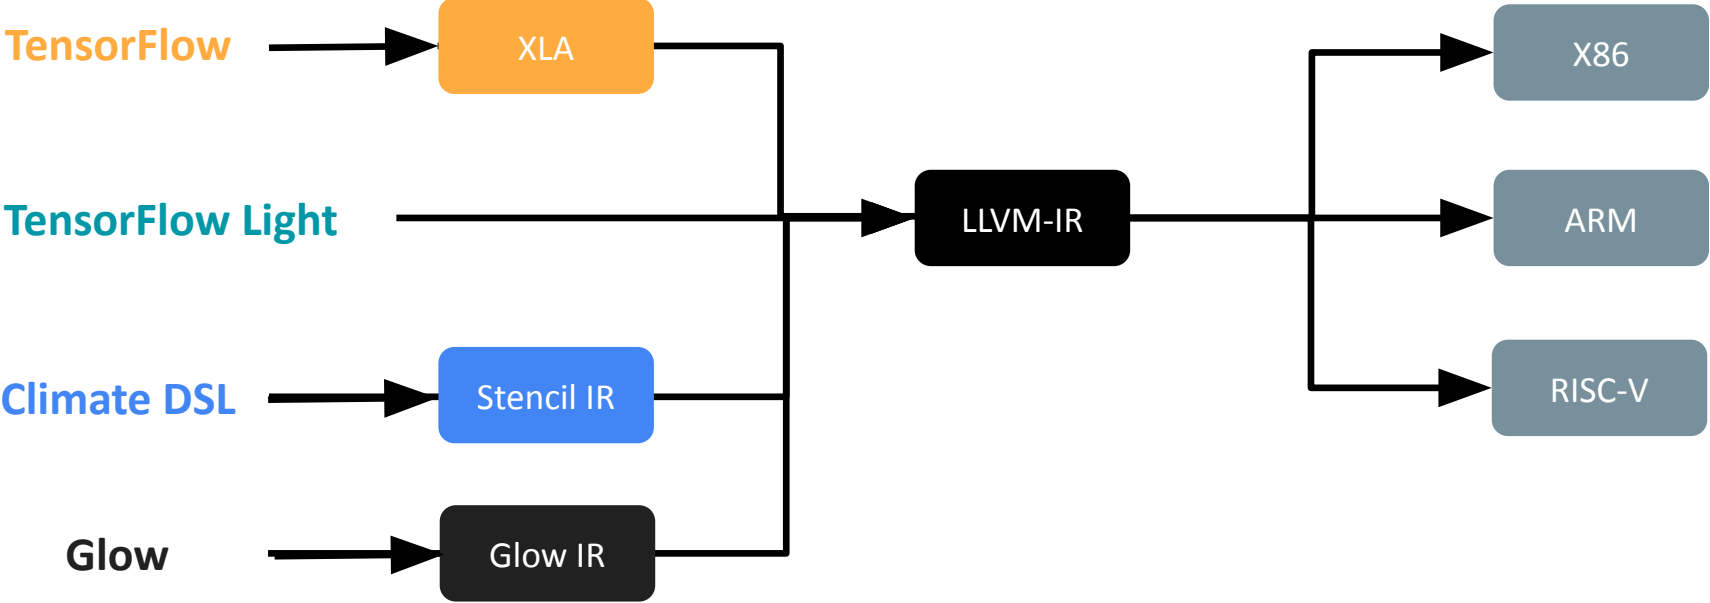 TensorFlow
XLA
X86
TensorFlow Light
LLVM-IR
ARM
Climate DSL
Stencil IR
RISC-V
Glow
Glow IR